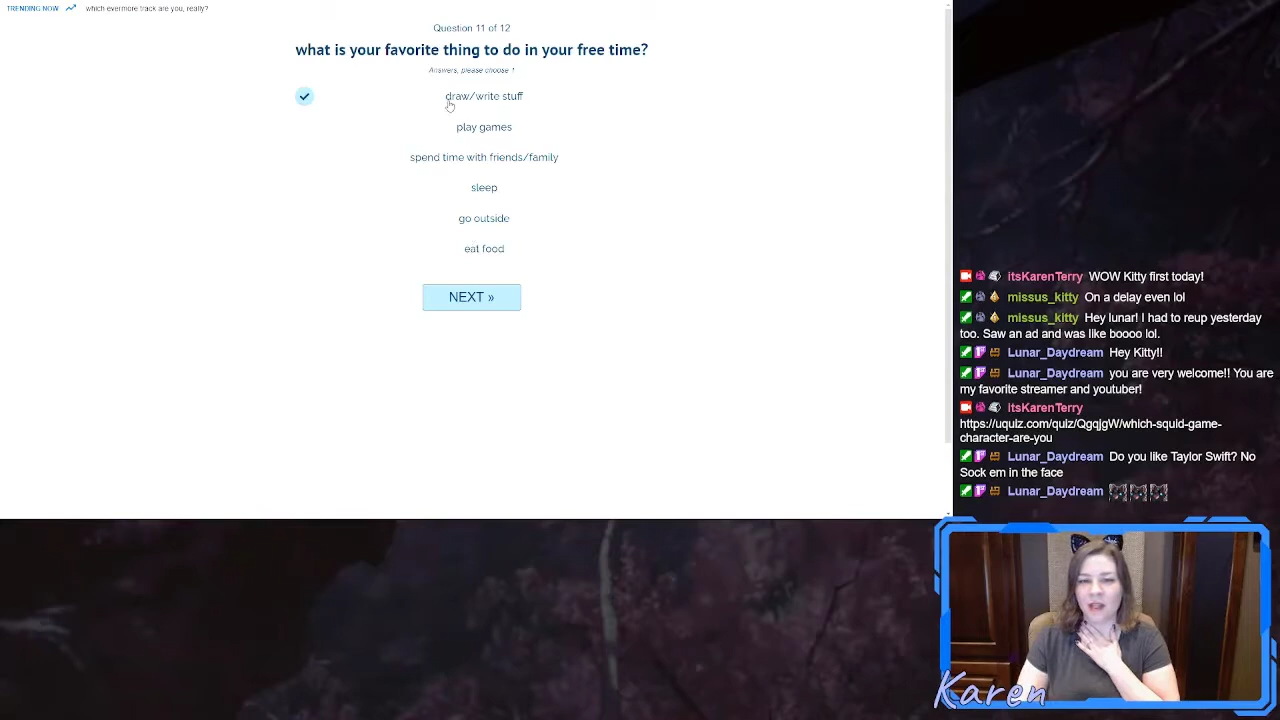 TRENDING NOW which evermore track are you, really?
Question 11 of 12
what is your favorite thing to do in your free time?
Answers, please choose 1
draw/write stuff
play games
spend time with friends/family
sleep
go outside
eat food
NEXT »
itsKarenTerry WOW Kitty first today!
missus_kitty On a delay even lol
missus_kitty Hey lunar! I had to reup yesterday
too. Saw an ad and was like boooo lol.
Lunar_Daydream Hey Kitty!!
Lunar_Daydream you are very welcome!! You are
my favorite streamer and youtuber!
itsKarenTerry
https://uquiz.com/quiz/QgqjgW/which-squid-game-
character-are-you
Lunar_Daydream Do you like Taylor Swift? No
Sock em in the face
Lunar_Daydream
Karen